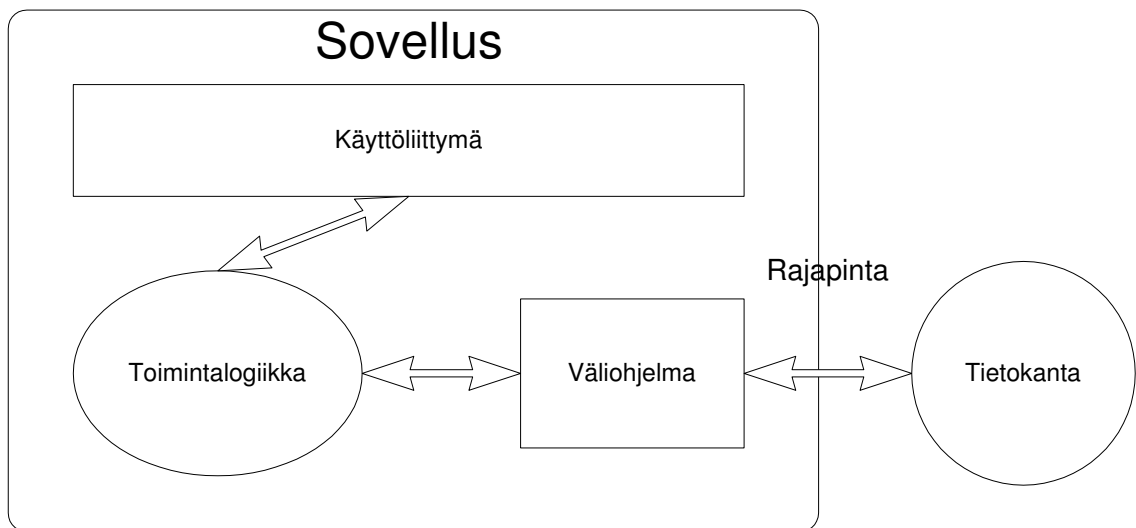 Sovellus
Käyttöliittymä
Rajapinta
Toimintalogiikka
Väliohjelma
Tietokanta